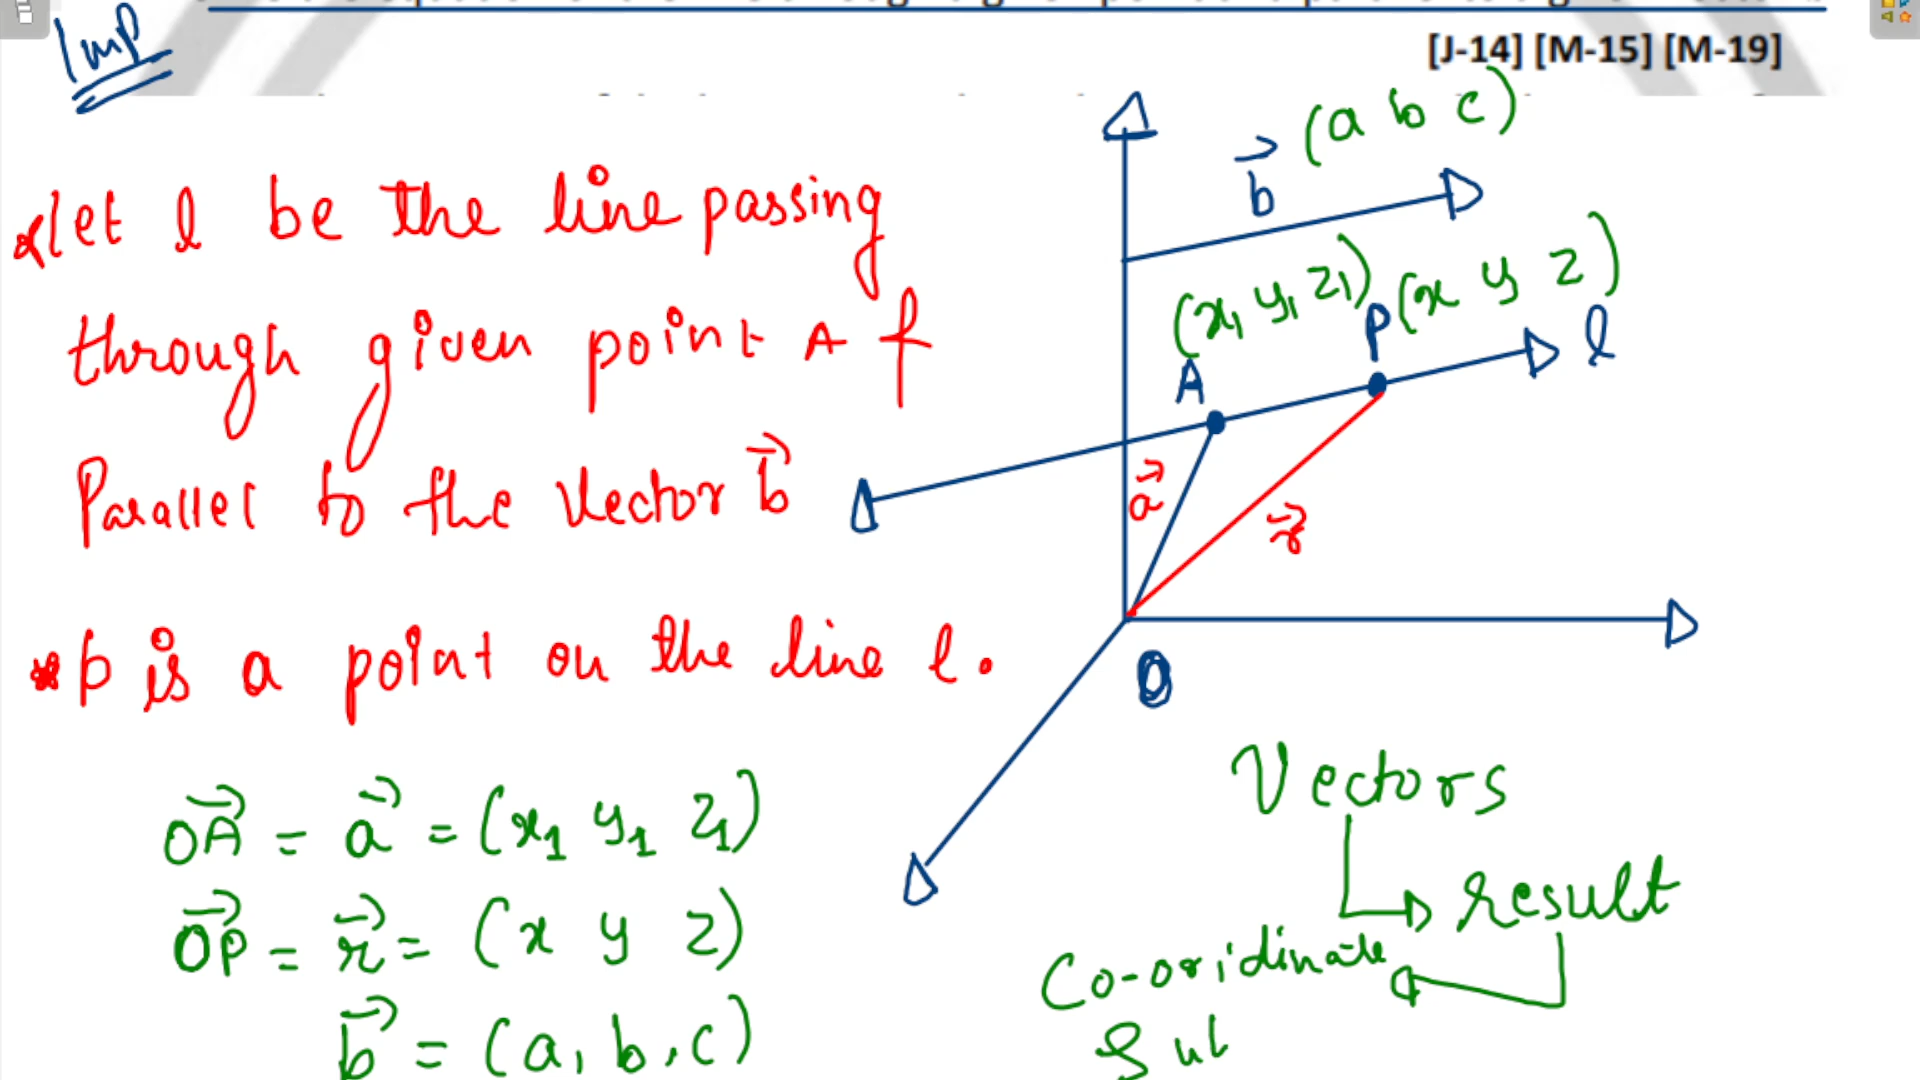 Imp
[J-14] [M-15] [M-19]
let l be the line passing
through given point A &
Parallel to the vector b
p is a point on the line l.
OA = a = (x1 y1 z1)
OP = r = (x y z)
b = (a, b, c)
b (a b c)
(x1 y1 z1) P (x y z)
A
l
a
r
O
Vectors
result
Co-oridinate
Sub